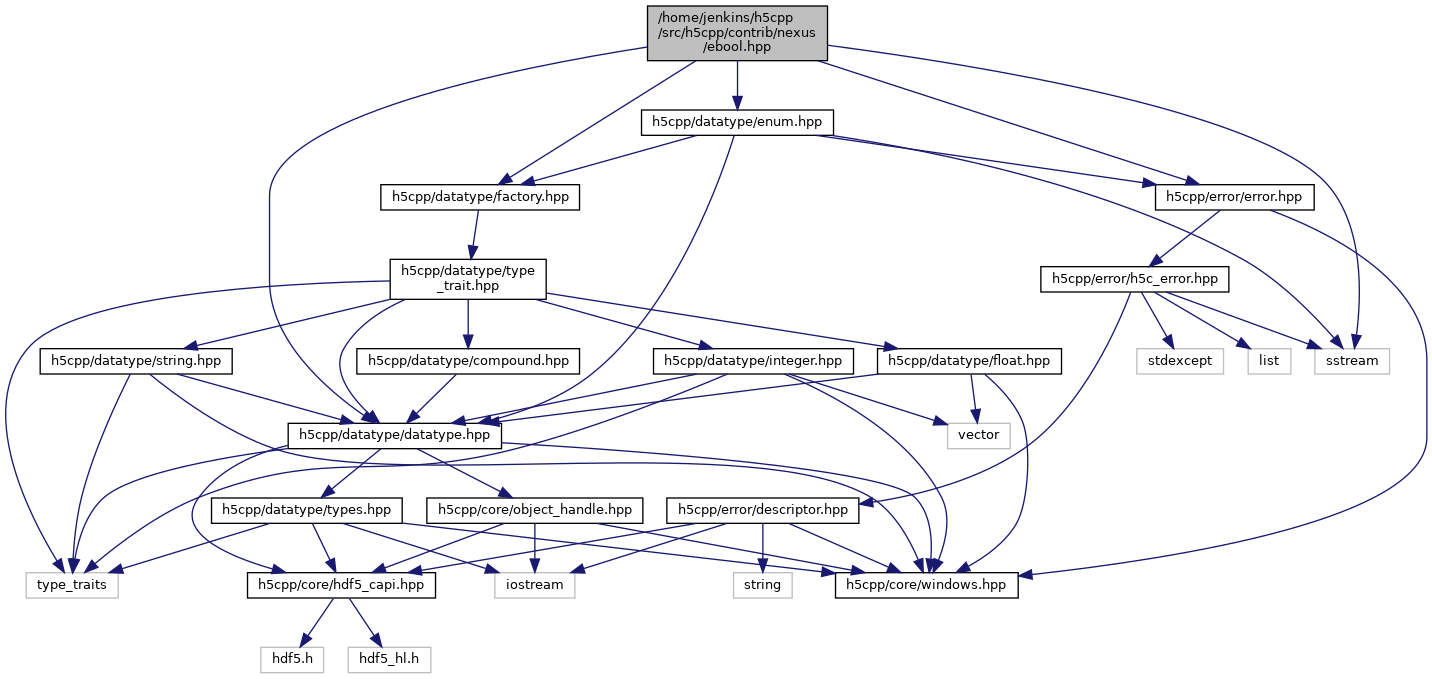 /home/jenkins/h5cpp
/src/h5cpp/contrib/nexus
/ebool.hpp
h5cpp/datatype/enum.hpp
h5cpp/datatype/factory.hpp
h5cpp/error/error.hpp
h5cpp/datatype/type
_trait.hpp
h5cpp/error/h5c_error.hpp
h5cpp/datatype/string.hpp
h5cpp/datatype/compound.hpp
h5cpp/datatype/integer.hpp
h5cpp/datatype/float.hpp
stdexcept
list
sstream
h5cpp/datatype/datatype.hpp
vector
h5cpp/datatype/types.hpp
h5cpp/core/object_handle.hpp
h5cpp/error/descriptor.hpp
type_traits
h5cpp/core/hdf5_capi.hpp
iostream
string
h5cpp/core/windows.hpp
hdf5.h
hdf5_hl.h